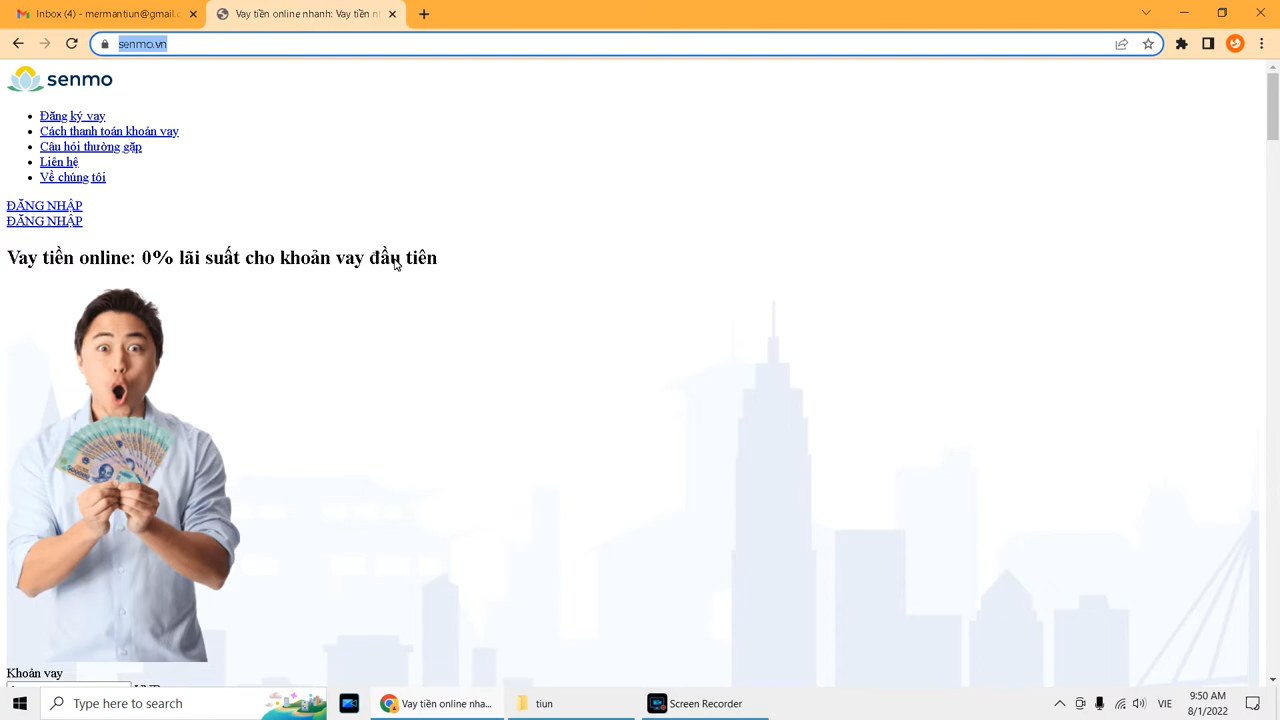 Inbox (4) - mermantiun@gmail.c
Vay tiền online nhanh: Vay tiền n
senmo.vn
senmo
Đăng ký vay
Cách thanh toán khoản vay
Câu hỏi thường gặp
Liên hệ
Về chúng tôi
ĐĂNG NHẬP
ĐĂNG NHẬP
Vay tiền online: 0% lãi suất cho khoản vay đầu tiên
Khoản vay
Type here to search
Vay tiền online nha...
tiun
Screen Recorder
VIE
9:50 AM
8/1/2022